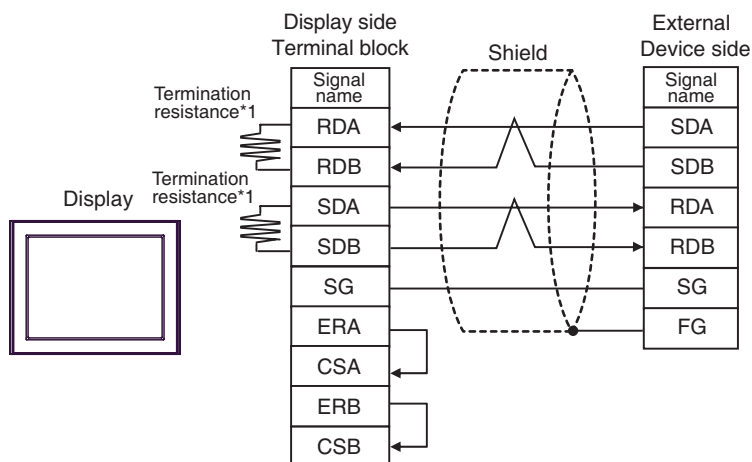 Display side
Terminal block
Shield
External
Device side
Signal
name
Signal
name
Termination
resistance*1
RDA
SDA
RDB
SDB
Termination
resistance*1
Display
SDA
RDA
SDB
RDB
SG
SG
ERA
FG
CSA
ERB
CSB